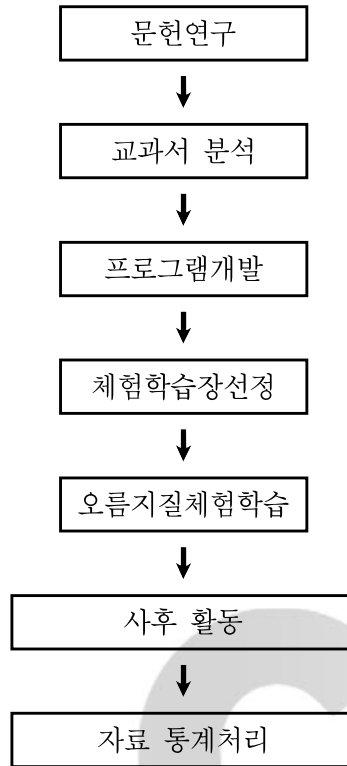 문헌연구
교과서 분석
프로그램개발
체험학습장선정
오름지질체험학습
사후 활동
자료 통계처리